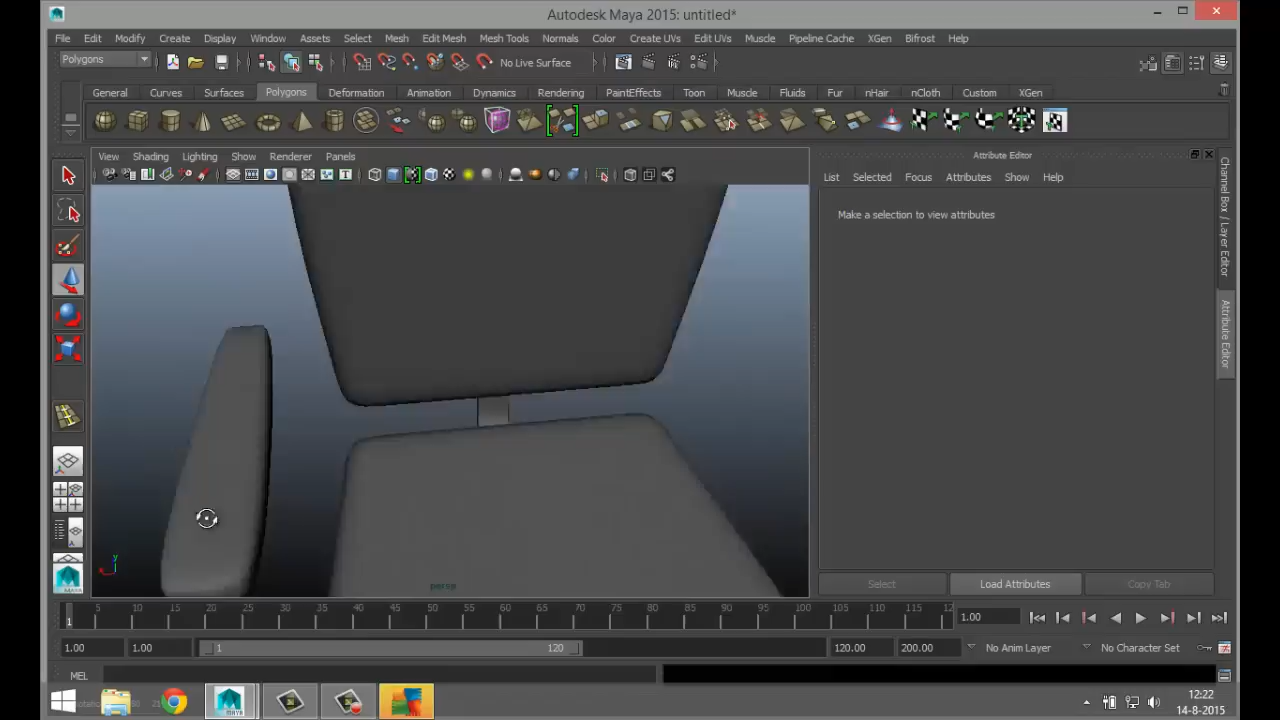 Autodesk Maya 2015: untitled*
File Edit Modify Create Display Window Assets Select Mesh Edit Mesh Mesh Tools Normals Color Create UVs Edit UVs Muscle Pipeline Cache XGen Bifrost Help
Polygons No Live Surface
General Curves Surfaces Polygons Deformation Animation Dynamics Rendering PaintEffects Toon Muscle Fluids Fur nHair nCloth Custom XGen
View Shading Lighting Show Renderer Panels
Attribute Editor
List Selected Focus Attributes Show Help
Make a selection to view attributes
Channel Box / Layer Editor
Attribute Editor
y
persp
Select Load Attributes Copy Tab
5 10 15 20 25 30 35 40 45 50 55 60 65 70 75 80 85 90 95 100 105 110 115 12
1
1.00
1.00 1.00 1 120 120.00 200.00 No Anim Layer No Character Set
MEL
MAYA
12:22
14-8-2015